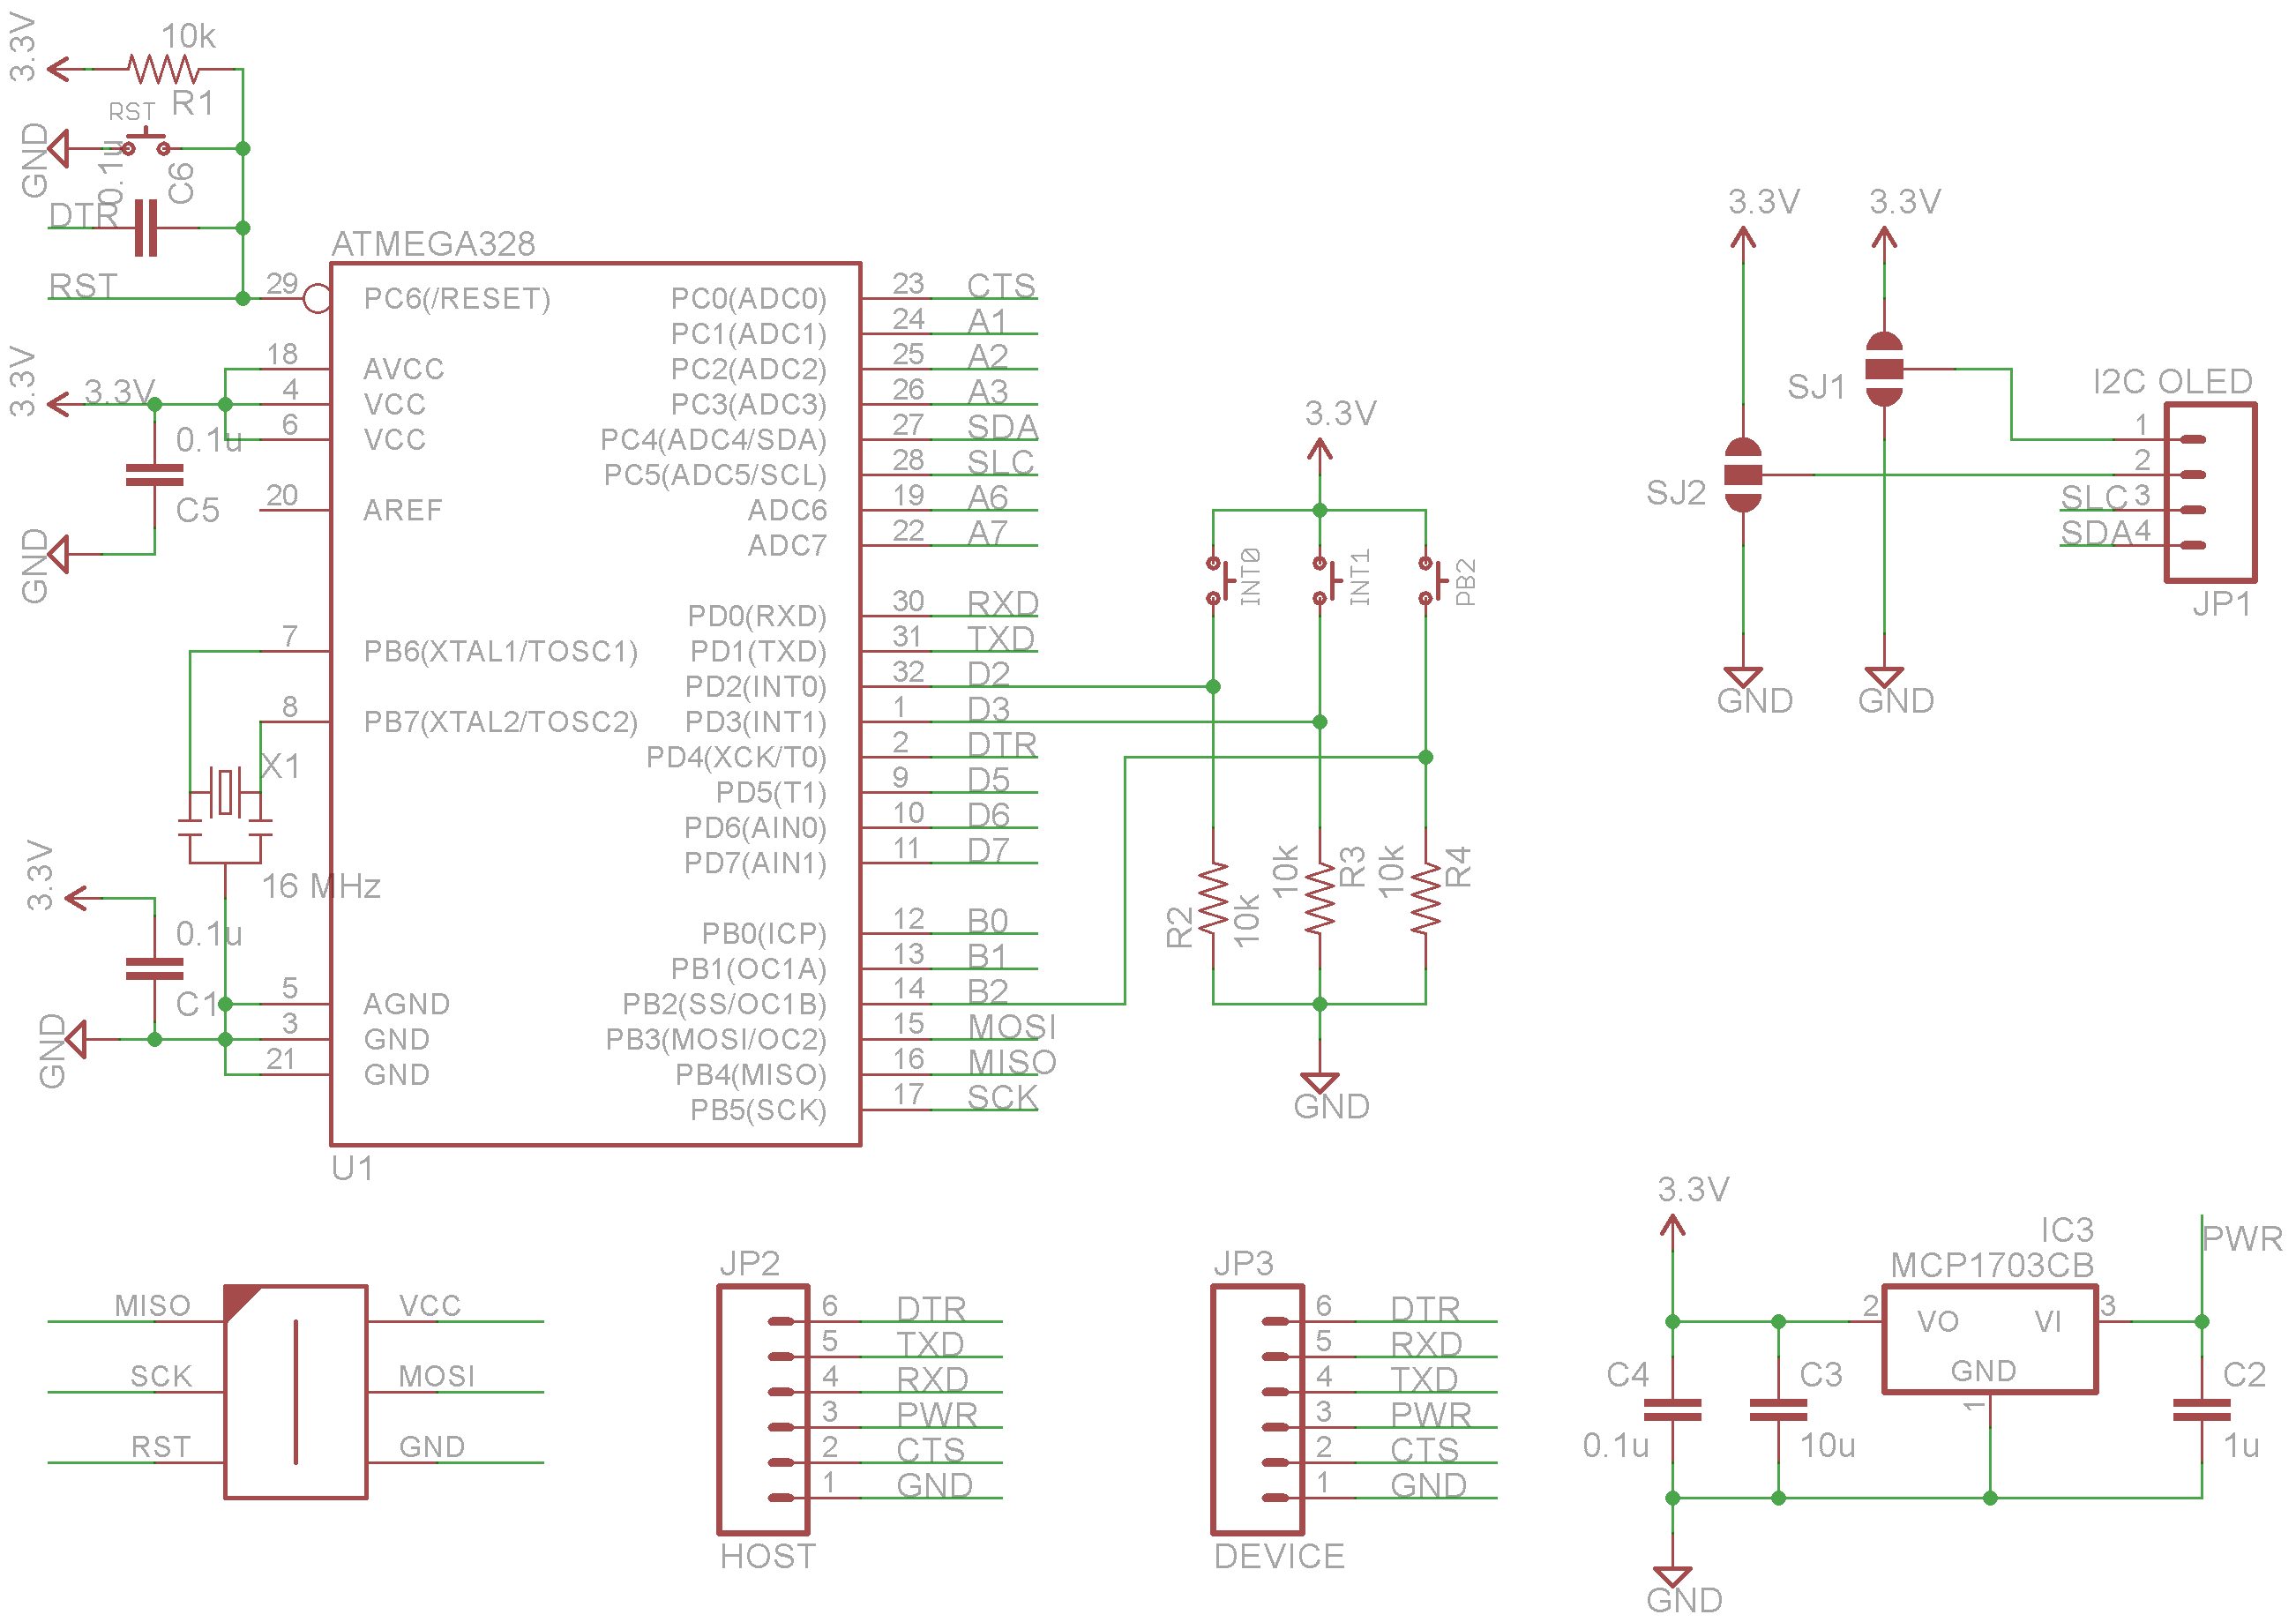 3.3V
10k
R1
RST
GND
0.1u
C6
DTR
RST
29
ATMEGA328
PC6(/RESET)
3.3V
3.3V
18
AVCC
4
VCC
6
VCC
0.1u
C5
20
AREF
GND
7
PB6(XTAL1/TOSC1)
8
PB7(XTAL2/TOSC2)
X1
16 MHz
3.3V
0.1u
C1
GND
5
AGND
3
GND
21
GND
U1
PC0(ADC0) 23 CTS
PC1(ADC1) 24 A1
PC2(ADC2) 25 A2
PC3(ADC3) 26 A3
PC4(ADC4/SDA) 27 SDA
PC5(ADC5/SCL) 28 SLC
ADC6 19 A6
ADC7 22 A7
PD0(RXD) 30 RXD
PD1(TXD) 31 TXD
PD2(INT0) 32 D2
PD3(INT1) 1 D3
PD4(XCK/T0) 2 DTR
PD5(T1) 9 D5
PD6(AIN0) 10 D6
PD7(AIN1) 11 D7
PB0(ICP) 12 B0
PB1(OC1A) 13 B1
PB2(SS/OC1B) 14 B2
PB3(MOSI/OC2) 15 MOSI
PB4(MISO) 16 MISO
PB5(SCK) 17 SCK
3.3V
INT0
INT1
PB2
R2
10k
10k
R3
10k
R4
GND
3.3V
3.3V
SJ1
SJ2
GND
GND
I2C OLED
1
2
SLC 3
SDA 4
JP1
MISO
VCC
SCK
MOSI
RST
GND
JP2
6 DTR
5 TXD
4 RXD
3 PWR
2 CTS
1 GND
HOST
JP3
6 DTR
5 RXD
4 TXD
3 PWR
2 CTS
1 GND
DEVICE
3.3V
IC3
MCP1703CB
PWR
2
VO
VI
3
GND
1
C4
0.1u
C3
10u
C2
1u
GND